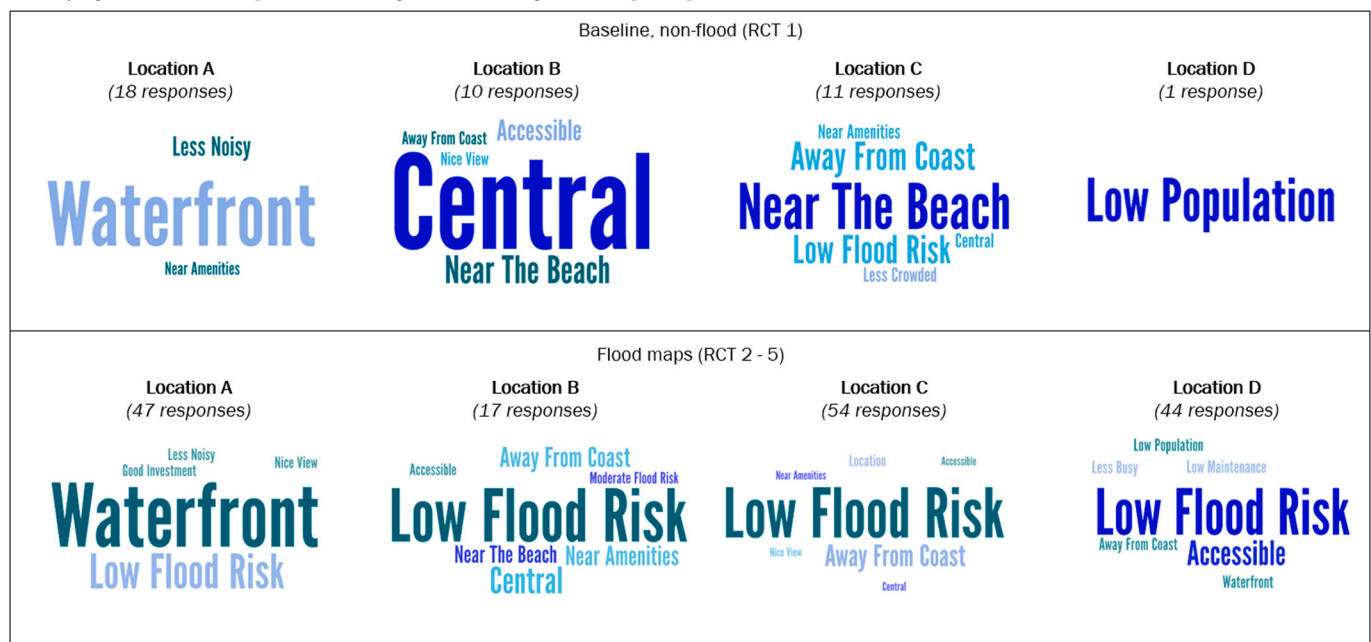 Baseline, non-flood (RCT 1)
Location A
(18 responses)
Less Noisy
Waterfront
Near Amenities
Location B
(10 responses)
Away From Coast
Accessible
Nice View
Central
Near The Beach
Location C
(11 responses)
Near Amenities
Away From Coast
Near The Beach
Low Flood Risk
Central
Less Crowded
Location D
(1 response)
Low Population
Flood maps (RCT 2 - 5)
Location A
(47 responses)
Less Noisy
Good Investment
Nice View
Waterfront
Low Flood Risk
Location B
(17 responses)
Accessible
Away From Coast
Moderate Flood Risk
Low Flood Risk
Near The Beach
Near Amenities
Central
Location C
(54 responses)
Near Amenities
Location
Accessible
Low Flood Risk
Nice View
Away From Coast
Central
Location D
(44 responses)
Low Population
Less Busy
Low Maintenance
Low Flood Risk
Away From Coast
Accessible
Waterfront